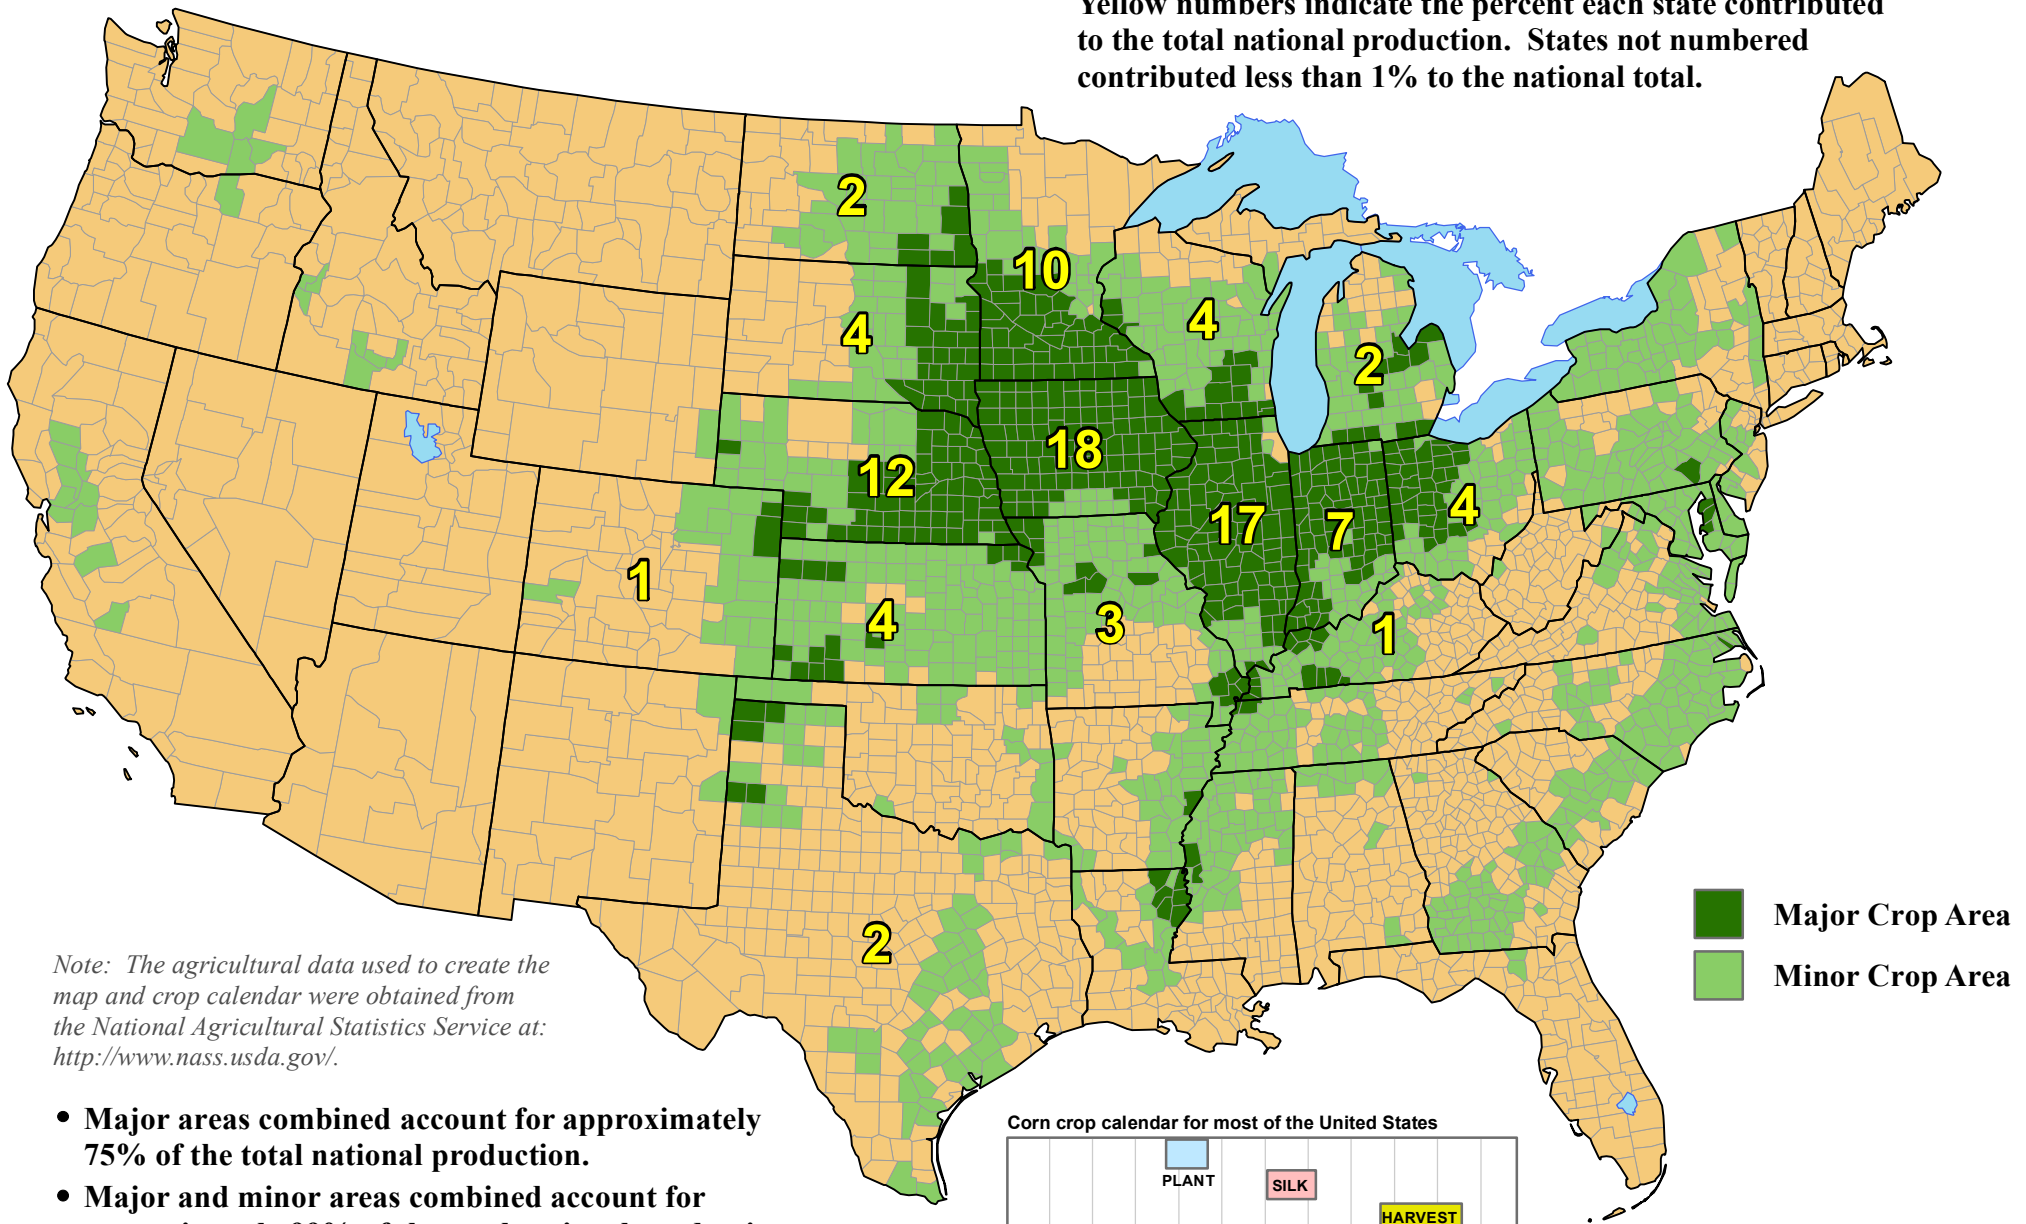 Yellow numbers indicate the percent each state contributed
to the total national production. States not numbered
contributed less than 1% to the national total.
2
10
4
4
2
12
18
17
7
4
1
4
3
1
2
Major Crop Area
Minor Crop Area
Note: The agricultural data used to create the
map and crop calendar were obtained from
the National Agricultural Statistics Service at:
http://www.nass.usda.gov/.
• Major areas combined account for approximately
75% of the total national production.
• Major and minor areas combined account for
Corn crop calendar for most of the United States
PLANT
SILK
HARVEST